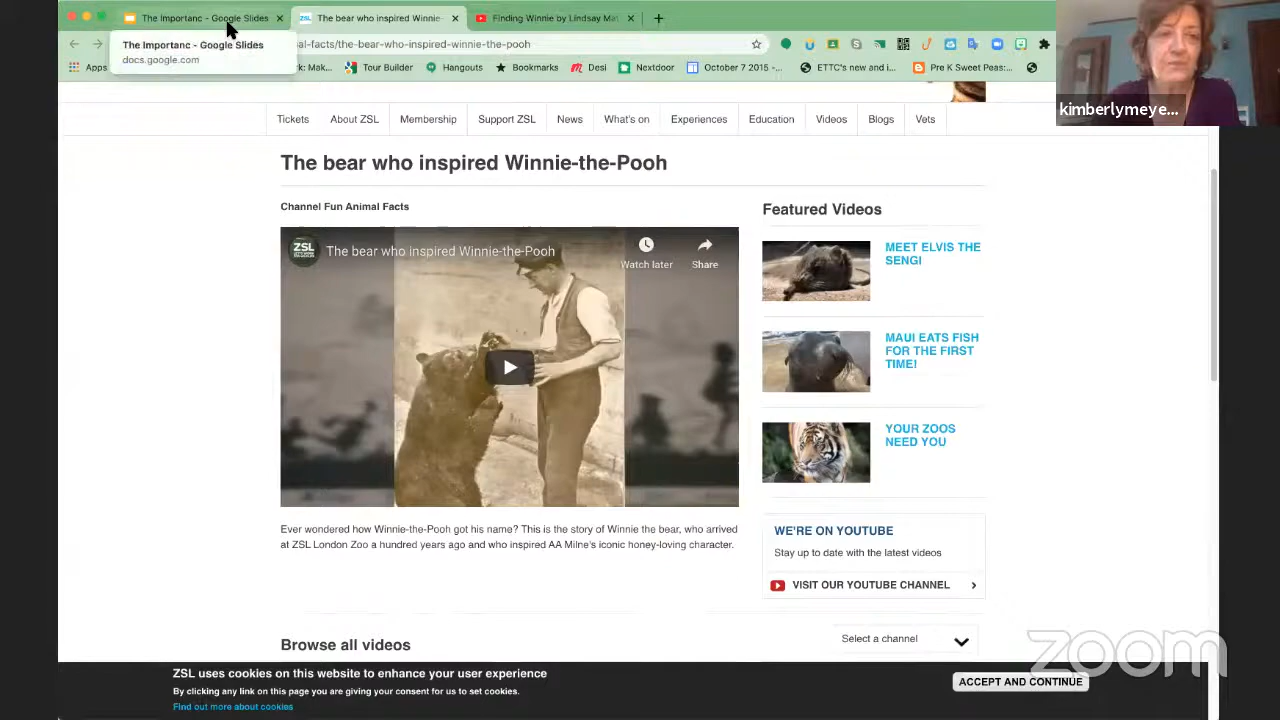 The Importanc - Google Slides
The bear who inspired Winnie-
Finding Winnie by Lindsay Mat
The Importanc - Google Slides
docs.google.com
al-facts/the-bear-who-inspired-winnie-the-pooh
Apps
Mak...
Tour Builder
Hangouts
Bookmarks
Desi
Nextdoor
October 7 2015 -...
ETTC's new and i...
Pre K Sweet Peas:...
kimberlymeye...
Tickets
About ZSL
Membership
Support ZSL
News
What's on
Experiences
Education
Videos
Blogs
Vets
The bear who inspired Winnie-the-Pooh
Channel Fun Animal Facts
ZSL
The bear who inspired Winnie-the-Pooh
Watch later
Share
Ever wondered how Winnie-the-Pooh got his name? This is the story of Winnie the bear, who arrived
at ZSL London Zoo a hundred years ago and who inspired AA Milne's iconic honey-loving character.
Featured Videos
MEET ELVIS THE
SENGI
MAUI EATS FISH
FOR THE FIRST
TIME!
YOUR ZOOS
NEED YOU
WE'RE ON YOUTUBE
Stay up to date with the latest videos
VISIT OUR YOUTUBE CHANNEL
Browse all videos
Select a channel
zoom
ZSL uses cookies on this website to enhance your user experience
By clicking any link on this page you are giving your consent for us to set cookies.
Find out more about cookies
ACCEPT AND CONTINUE